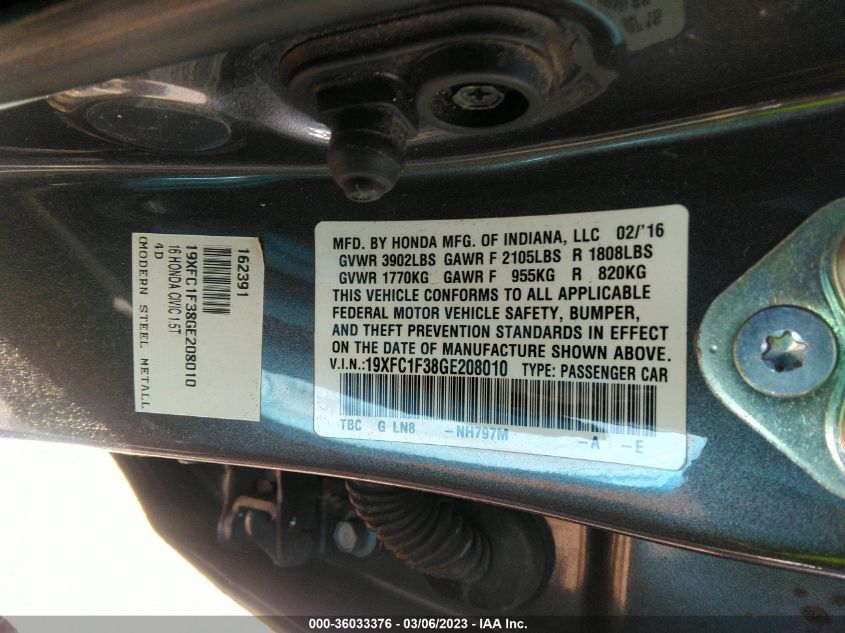 162391
19XFC1F38GE208010
16 HONDA CIVIC 1.5T
4D
(MODERN STEEL METALL
MFD. BY HONDA MFG. OF INDIANA, LLC 02/'16
GVWR 3902LBS GAWR F 2105LBS R 1808LBS
GVWR 1770KG GAWR F 955KG R 820KG
THIS VEHICLE CONFORMS TO ALL APPLICABLE
FEDERAL MOTOR VEHICLE SAFETY, BUMPER,
AND THEFT PREVENTION STANDARDS IN EFFECT
ON THE DATE OF MANUFACTURE SHOWN ABOVE.
V.I.N.:19XFC1F38GE208010 TYPE: PASSENGER CAR
TBC G LN8 -NH797M -A -E
000-36033376 - 03/06/2023 - IAA Inc.